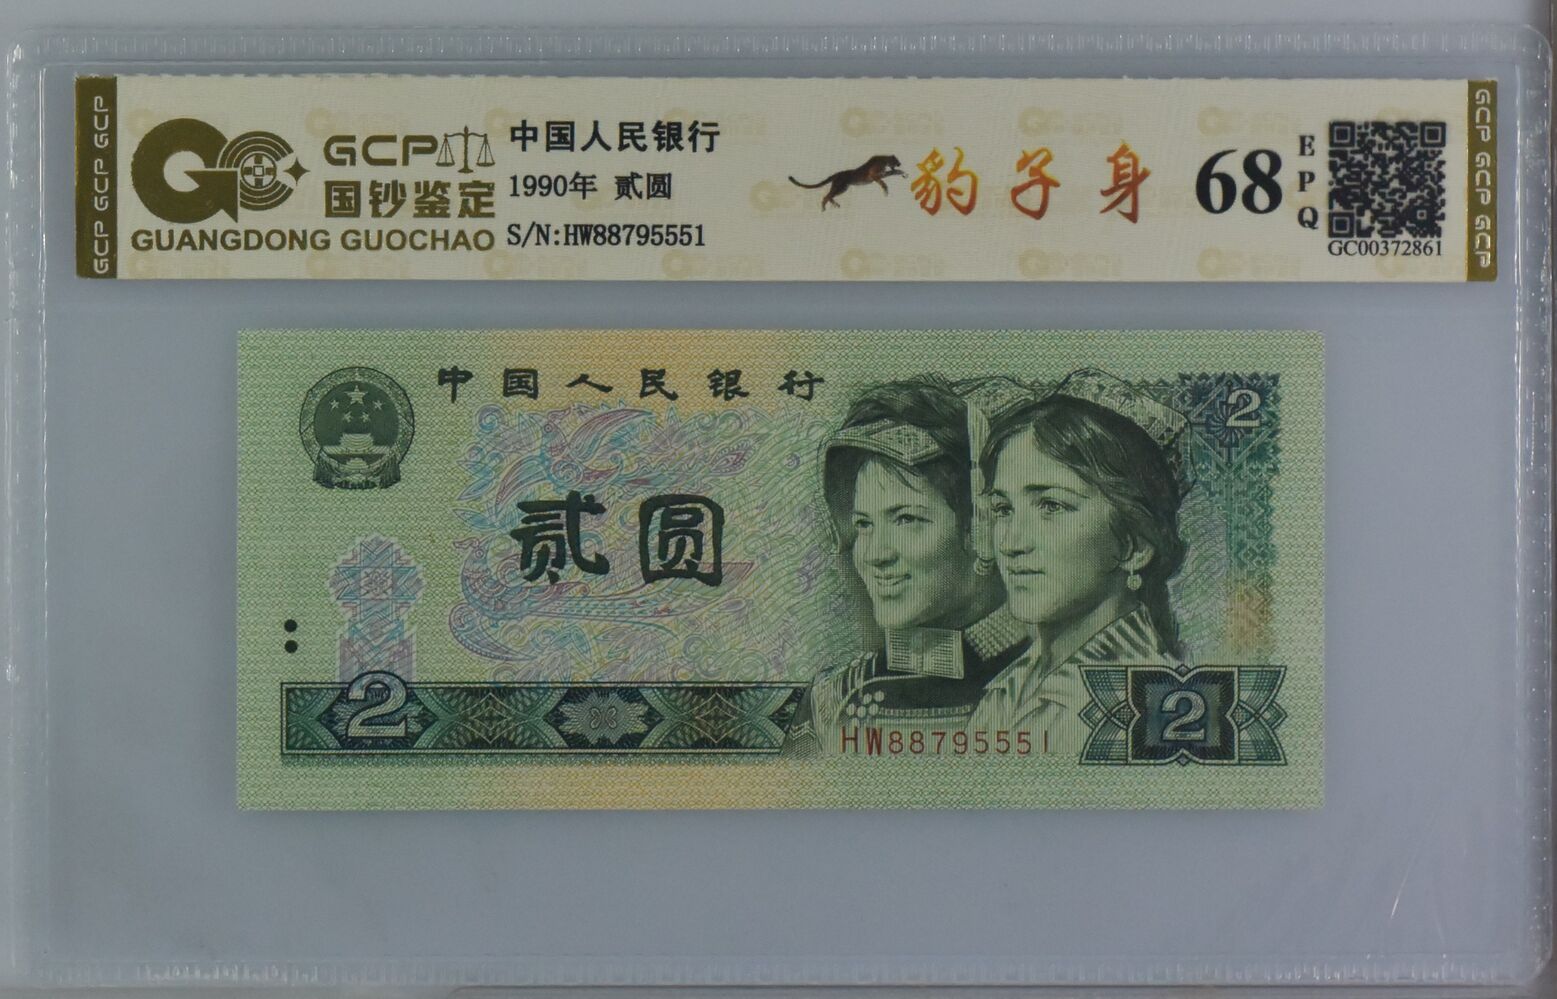 GCP GCP GCP
GCP
国钞鉴定
GUANGDONG GUOCHAO
中国人民银行
1990年 贰圆
S/N:HW88795551
豹子身
68
EPQ
GC00372861
GCP GCP GCP GCP
中国人民银行
2
贰圆
2
2
HW88795551